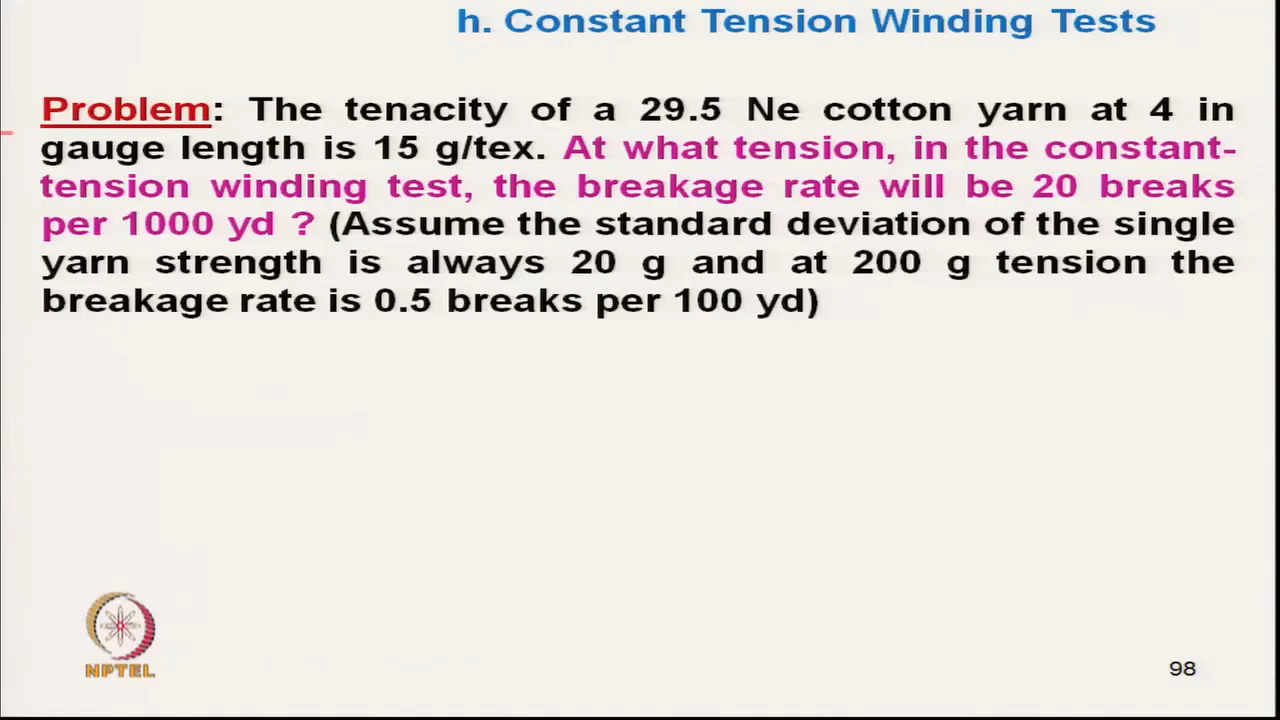 h. Constant Tension Winding Tests
Problem: The tenacity of a 29.5 Ne cotton yarn at 4 in
gauge length is 15 g/tex. At what tension, in the constant-
tension winding test, the breakage rate will be 20 breaks
per 1000 yd ? (Assume the standard deviation of the single
yarn strength is always 20 g and at 200 g tension the
breakage rate is 0.5 breaks per 100 yd)
NPTEL
98